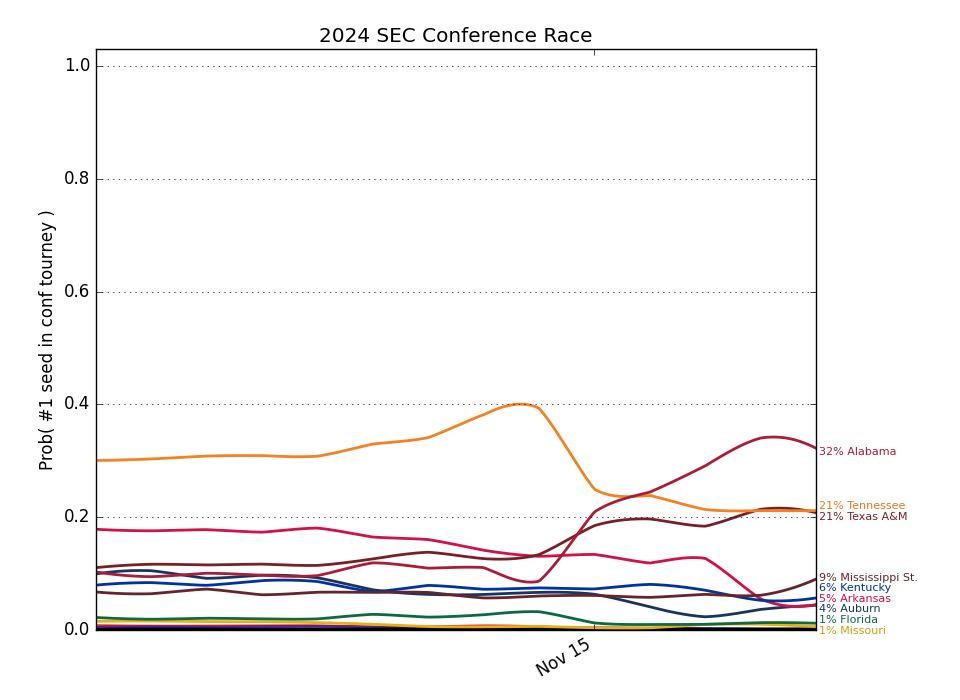 2024 SEC Conference Race
Prob( #1 seed in conf tourney )
1.0
0.8
0.6
0.4
0.2
0.0
Nov 15
32% Alabama
21% Tennessee
21% Texas A&M
9% Mississippi St.
6% Kentucky
5% Arkansas
4% Auburn
1% Florida
1% Missouri